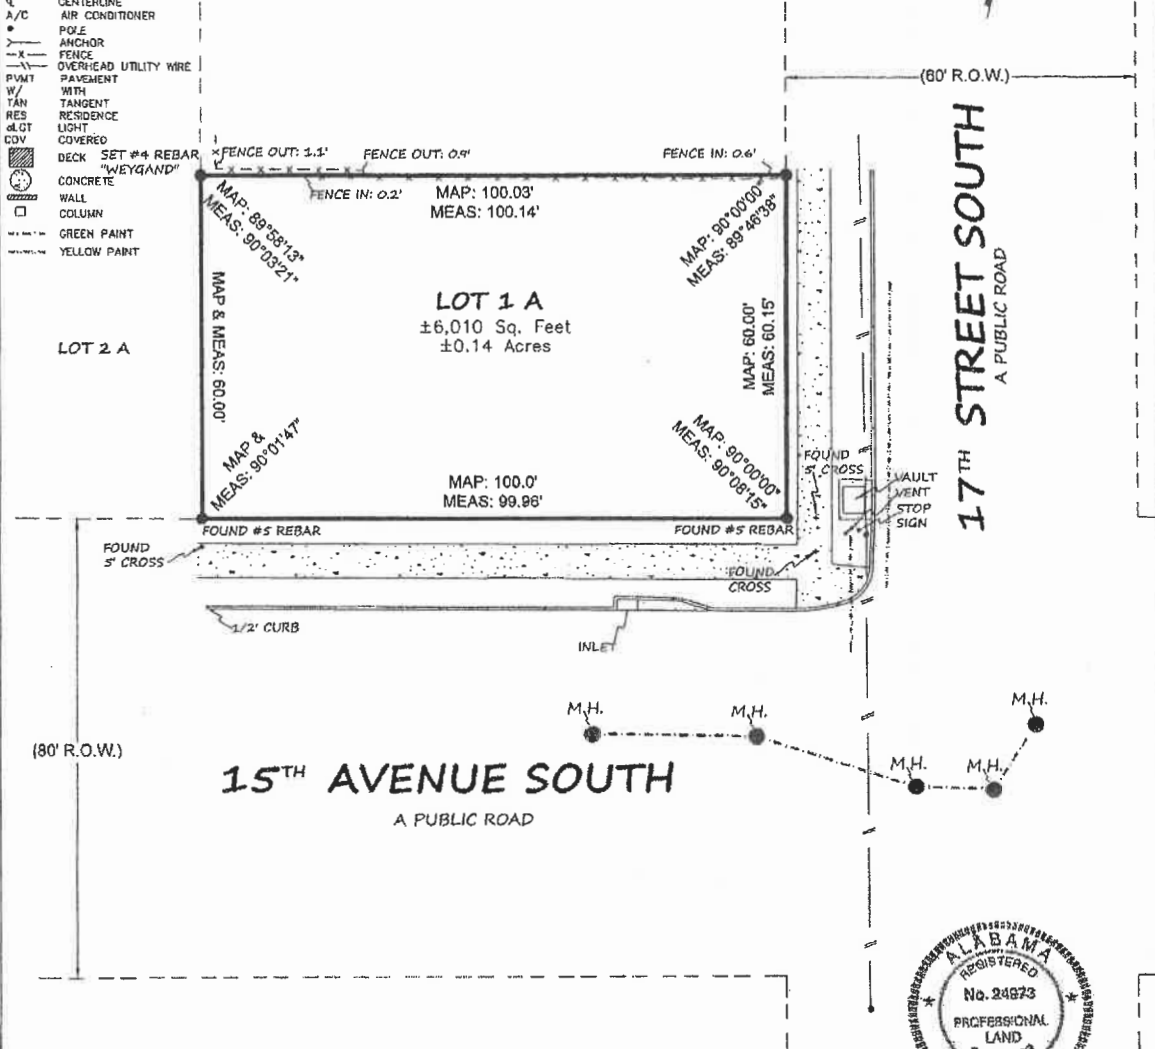 CENTERLINE
A/C AIR CONDITIONER
POLE
ANCHOR
—X— FENCE
OVERHEAD UTILITY WIRE
PVMT PAVEMENT
W/ WITH
TAN TANGENT
RES RESIDENCE
LGT LIGHT
COV COVERED
DECK
CONCRETE
WALL
COLUMN
GREEN PAINT
YELLOW PAINT
SET #4 REBAR
"WEYGAND"
FENCE OUT: 1.1'
FENCE OUT: 0.9'
FENCE IN: 0.6'
FENCE IN: 0.2'
(60' R.O.W.)
MAP: 100.03'
MEAS: 100.14'
MAP: 89°58'13"
MEAS: 90°03'21"
MAP: 90°00'00"
MEAS: 89°46'38"
LOT 1 A
±6,010 Sq. Feet
±0.14 Acres
LOT 2 A
MAP & MEAS: 60.00'
MAP: 60.00'
MEAS: 60.15'
17TH STREET SOUTH
A PUBLIC ROAD
MAP &
MEAS: 90°01'47"
MAP: 90°00'00"
MEAS: 90°08'15"
MAP: 100.0'
MEAS: 99.96'
FOUND
5' CROSS
VAULT
VENT
STOP
SIGN
FOUND #5 REBAR
FOUND #5 REBAR
FOUND
5' CROSS
FOUND
CROSS
1/2' CURB
INLET
M.H.
M.H.
M.H.
M.H.
M.H.
(80' R.O.W.)
15TH AVENUE SOUTH
A PUBLIC ROAD
ALABAMA
REGISTERED
No. 24973
PROFESSIONAL
LAND